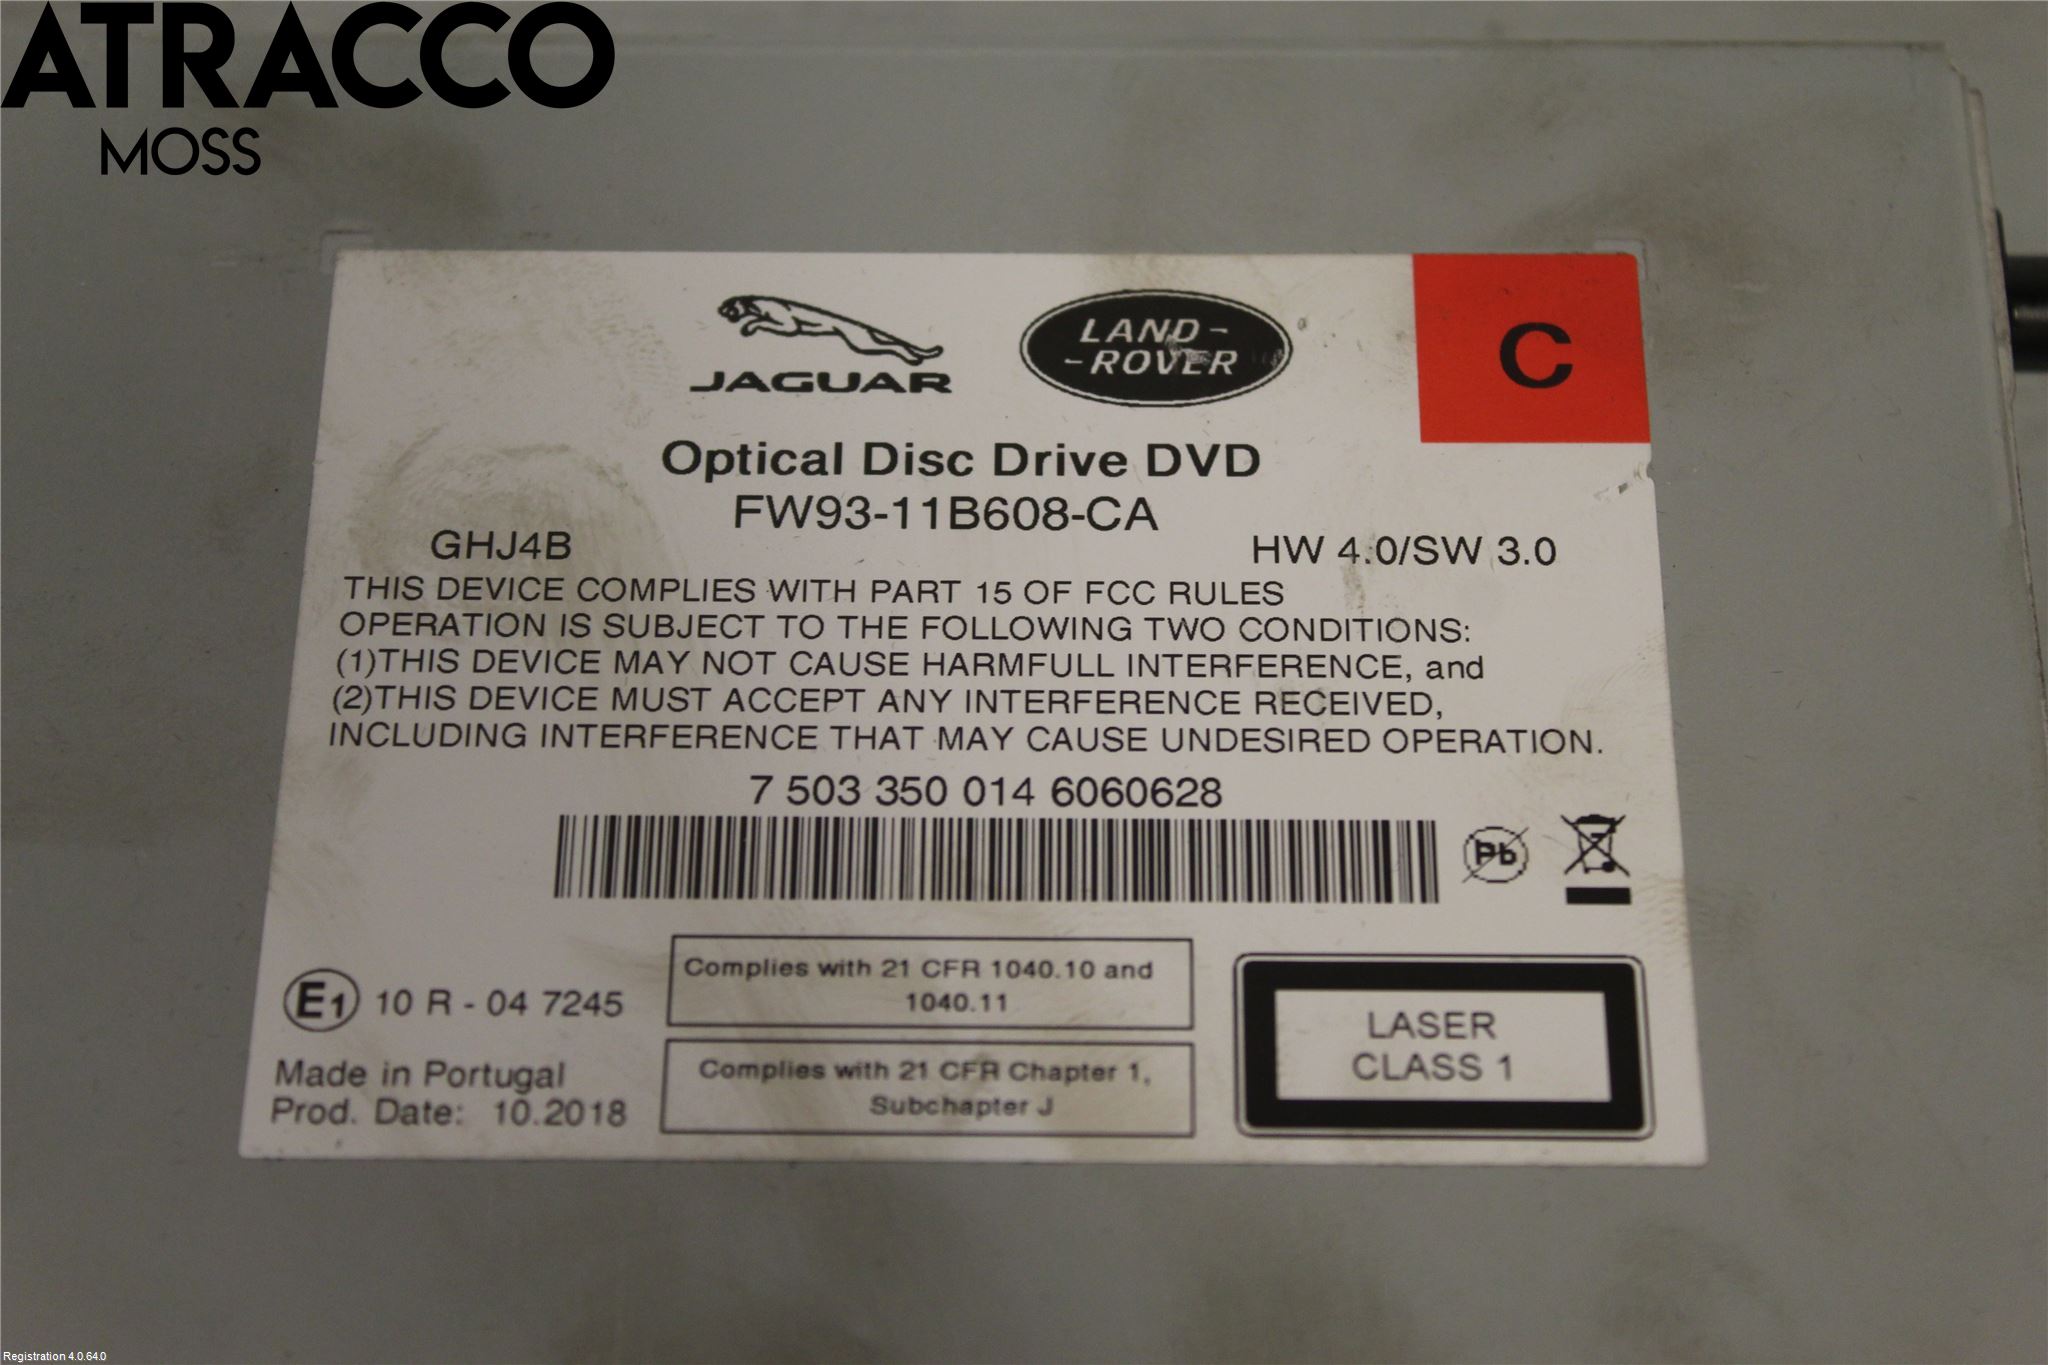 ATRACCO
MOSS
JAGUAR
LAND-
-ROVER
C
Optical Disc Drive DVD
FW93-11B608-CA
GHJ4B
HW 4.0/SW 3.0
THIS DEVICE COMPLIES WITH PART 15 OF FCC RULES
OPERATION IS SUBJECT TO THE FOLLOWING TWO CONDITIONS:
(1)THIS DEVICE MAY NOT CAUSE HARMFULL INTERFERENCE, and
(2)THIS DEVICE MUST ACCEPT ANY INTERFERENCE RECEIVED,
INCLUDING INTERFERENCE THAT MAY CAUSE UNDESIRED OPERATION.
7 503 350 014 6060628
Pb
E1 10 R - 04 7245
Made in Portugal
Prod. Date: 10.2018
Complies with 21 CFR 1040.10 and
1040.11
Complies with 21 CFR Chapter 1,
Subchapter J
LASER
CLASS 1
Registration 4.0.64.0